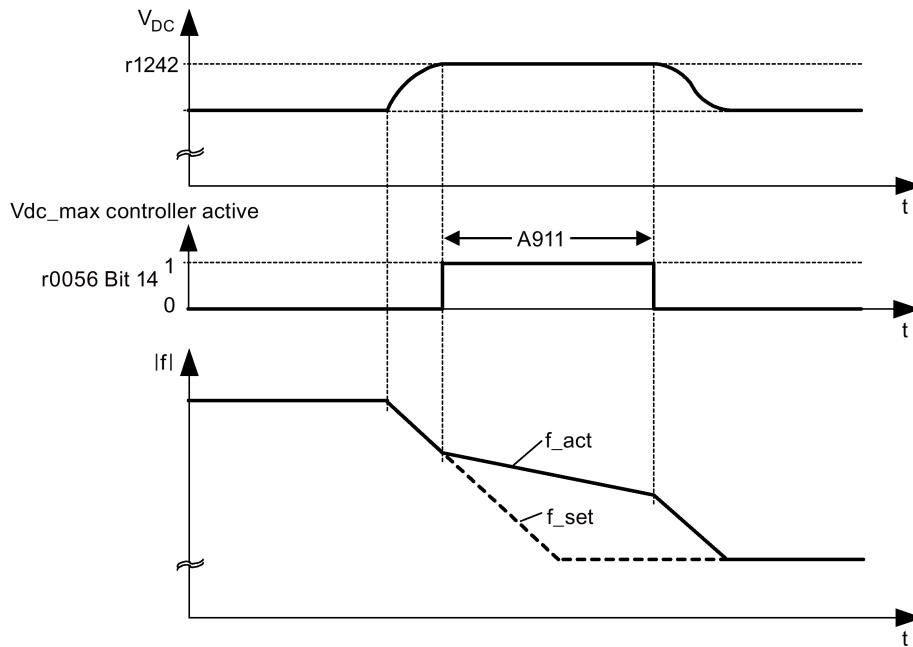 V_DC
r1242
t
Vdc_max controller active
A911
r0056 Bit 14
1
0
t
|f|
f_act
f_set
t